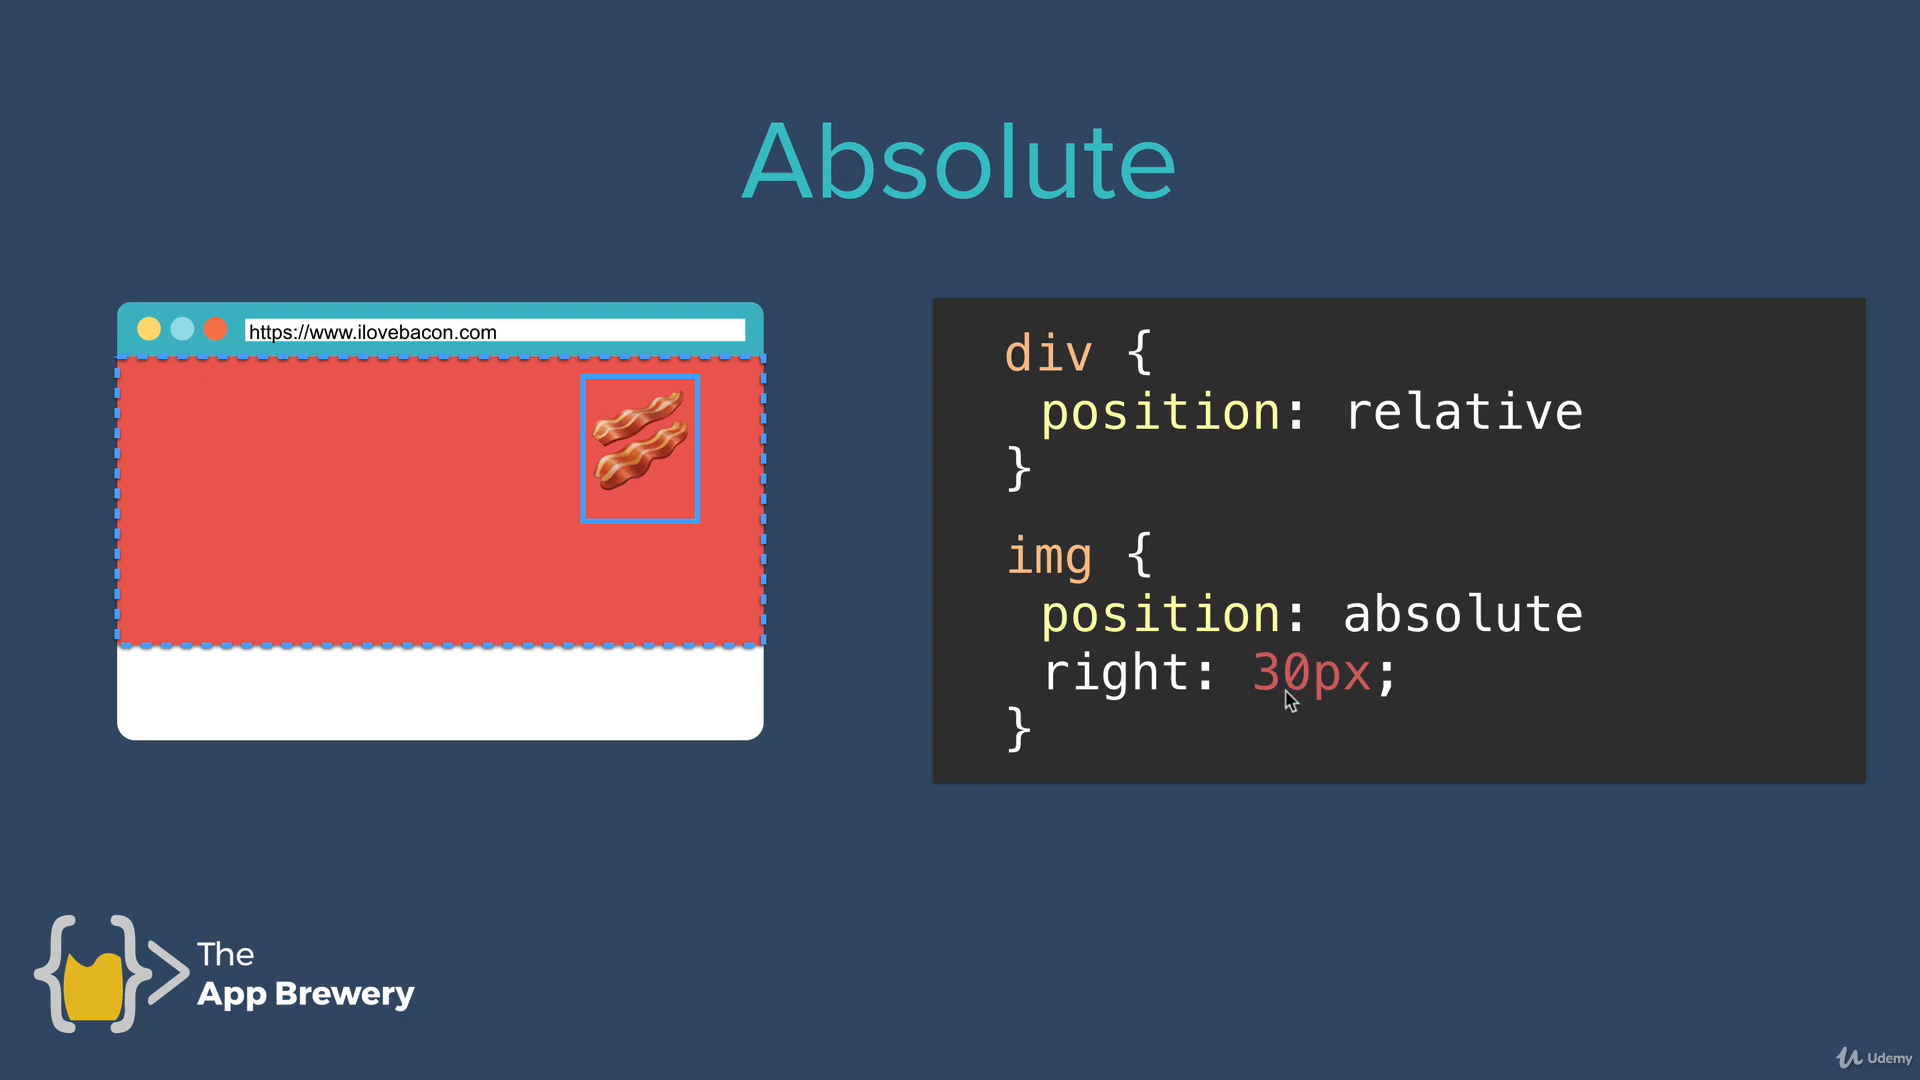 Absolute
https://www.ilovebacon.com
div {
position: relative
}
img {
position: absolute
right: 30px;
}
The
App Brewery
Udemy